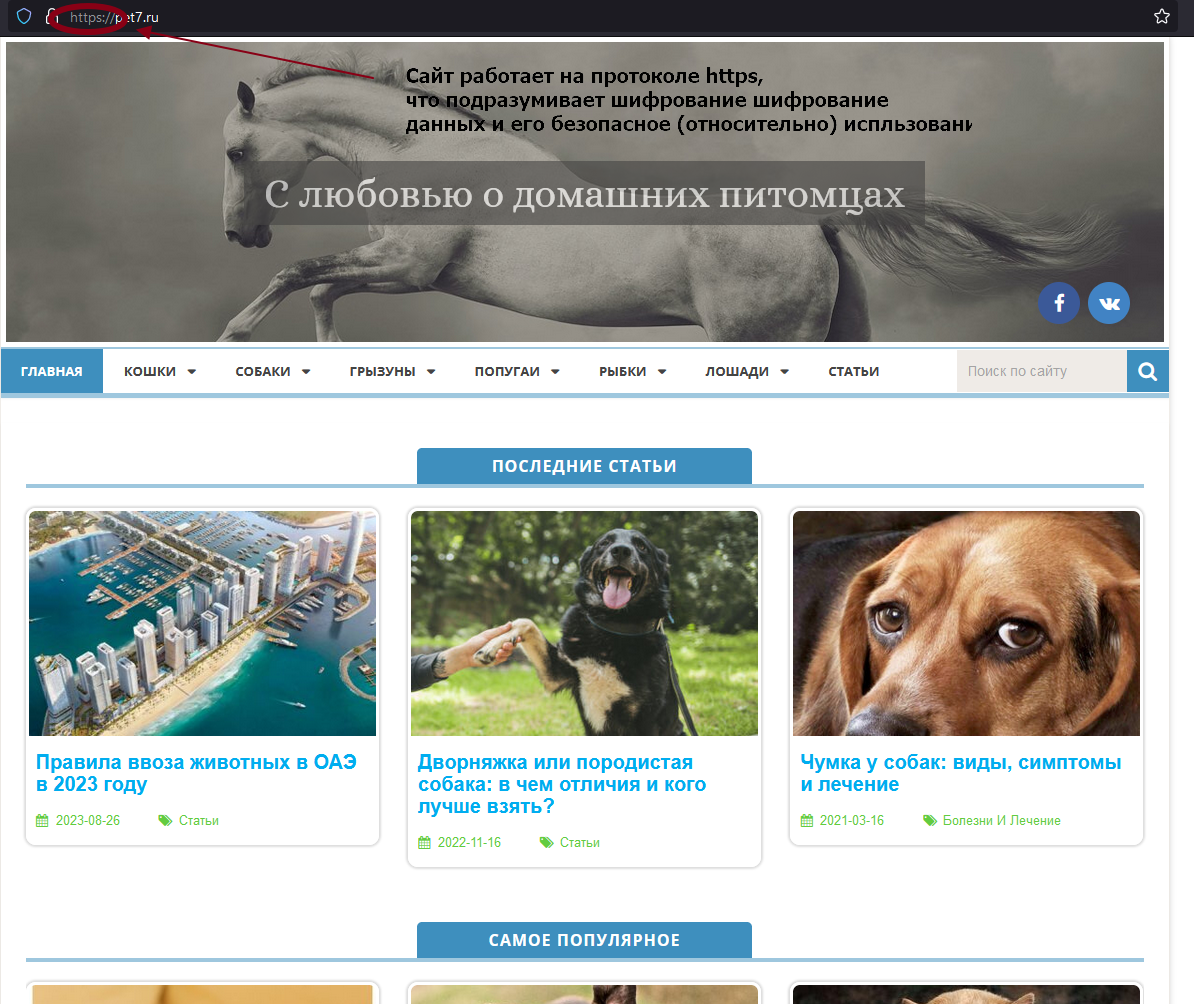 https://pet7.ru
Сайт работает на протоколе https,
что подразумивает шифрование шифрование
данных и его безопасное (относительно) испльзовани
С любовью о домашних питомцах
ГЛАВНАЯ КОШКИ СОБАКИ ГРЫЗУНЫ ПОПУГАИ РЫБКИ ЛОШАДИ СТАТЬИ Поиск по сайту
ПОСЛЕДНИЕ СТАТЬИ
Правила ввоза животных в ОАЭ
в 2023 году
2023-08-26 Статьи
Дворняжка или породистая
собака: в чем отличия и кого
лучше взять?
2022-11-16 Статьи
Чумка у собак: виды, симптомы
и лечение
2021-03-16 Болезни И Лечение
САМОЕ ПОПУЛЯРНОЕ